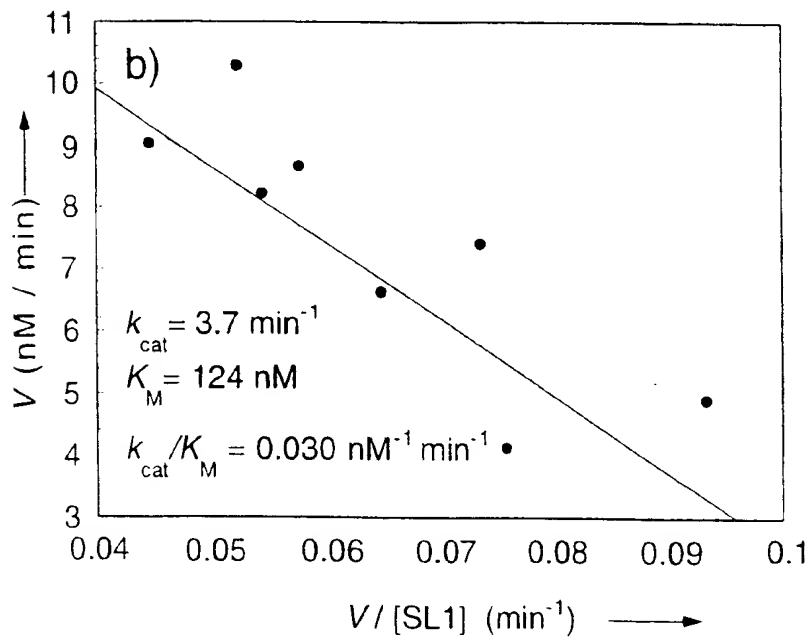 b)
11
10
9
8
7
6
5
4
3
V (nM / min)
k_cat = 3.7 min⁻¹
K_M = 124 nM
k_cat/K_M = 0.030 nM⁻¹ min⁻¹
0.04 0.05 0.06 0.07 0.08 0.09 0.1
V / [SL1] (min⁻¹)